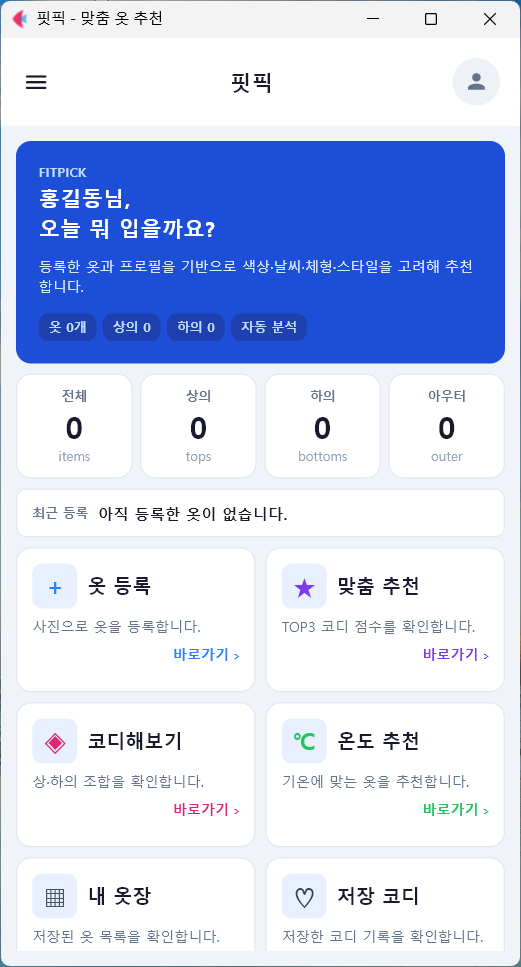 핏픽 - 맞춤 옷 추천
핏픽
FITPICK
홍길동님,
오늘 뭐 입을까요?
등록한 옷과 프로필을 기반으로 색상·날씨·체형·스타일을 고려해 추천
합니다.
옷 0개 상의 0 하의 0 자동 분석
전체 상의 하의 아우터
0 0 0 0
items tops bottoms outer
최근 등록 아직 등록한 옷이 없습니다.
+ 옷 등록
사진으로 옷을 등록합니다.
바로가기 >
★ 맞춤 추천
TOP3 코디 점수를 확인합니다.
바로가기 >
◈ 코디해보기
상·하의 조합을 확인합니다.
바로가기 >
℃ 온도 추천
기온에 맞는 옷을 추천합니다.
바로가기 >
▦ 내 옷장
저장된 옷 목록을 확인합니다.
♡ 저장 코디
저장한 코디 기록을 확인합니다.